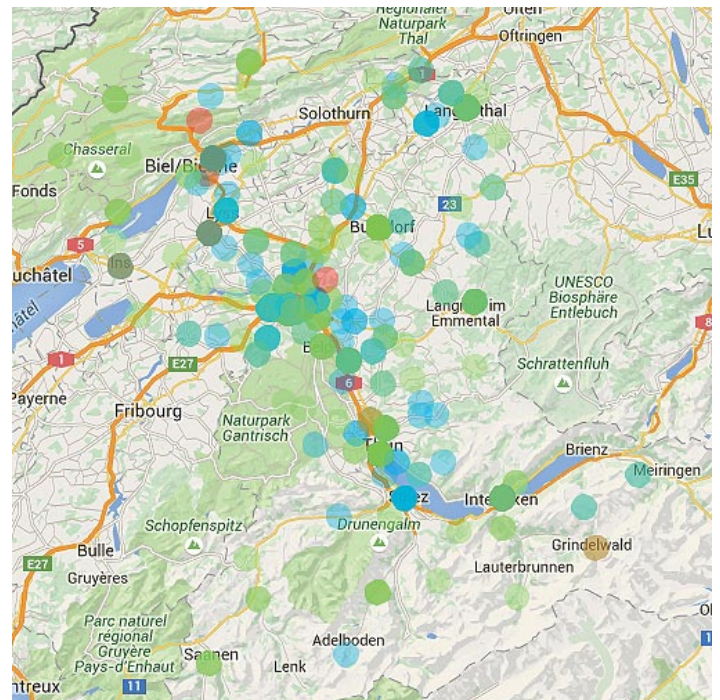 Regionaler
Naturpark
Thal
Olten
Oftringen
1
Solothurn
Langenthal
Chasseral
Biel/Bienne
E35
Fonds
23
Lyss
Burgdorf
5
Ins
uchâtel
UNESCO
Biosphäre
Entlebuch
Langnau im
Emmental
8
1
E27
Schrattenfluh
6
Payerne
Fribourg
Naturpark
Gantrisch
Thun
Brienz
Meiringen
Spiez
Interlaken
Schopfenspitz
Drunengalm
Grindelwald
Bulle
E27
Lauterbrunnen
Gruyères
Parc naturel
régional
Gruyère
Pays-d'Enhaut
Adelboden
Saanen
Lenk
ntreux
11
1